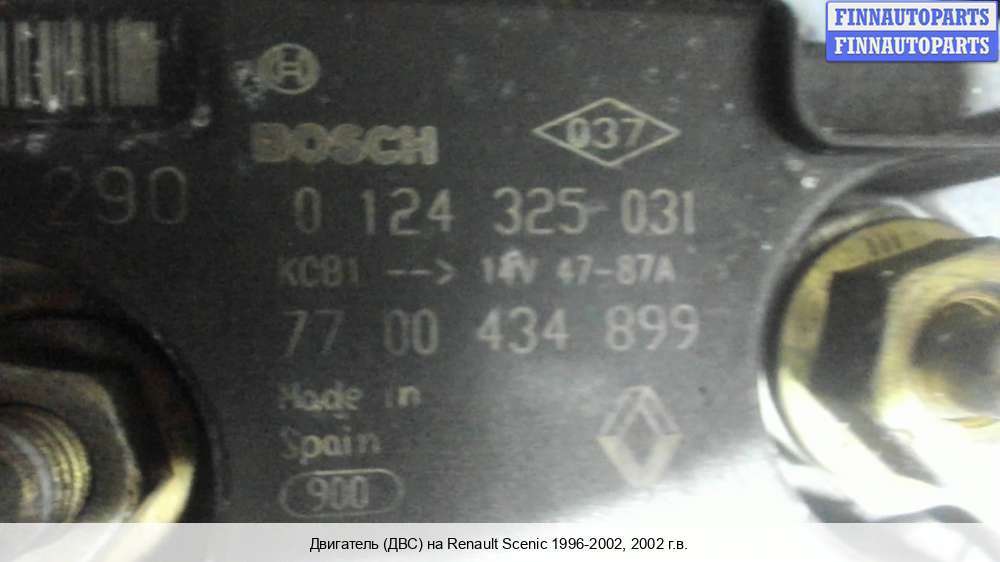 FINNAUTOPARTS
FINNAUTOPARTS
BOSCH
037
290
0 124 325 031
KCB1 --> 14V 47-87A
77 00 434 899
Made in
Spain
900
Двигатель (ДВС) на Renault Scenic 1996-2002, 2002 г.в.